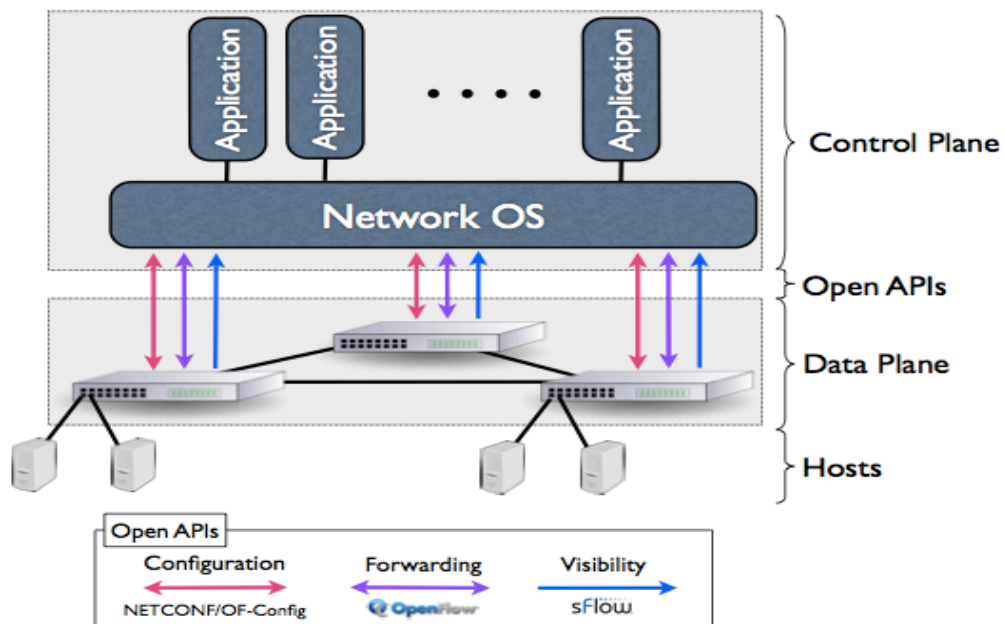 Application
Application
Application
Network OS
Control Plane
Open APIs
Data Plane
Hosts
Open APIs
Configuration
Forwarding
Visibility
NETCONF/OF-Config
OpenFlow
sFlow